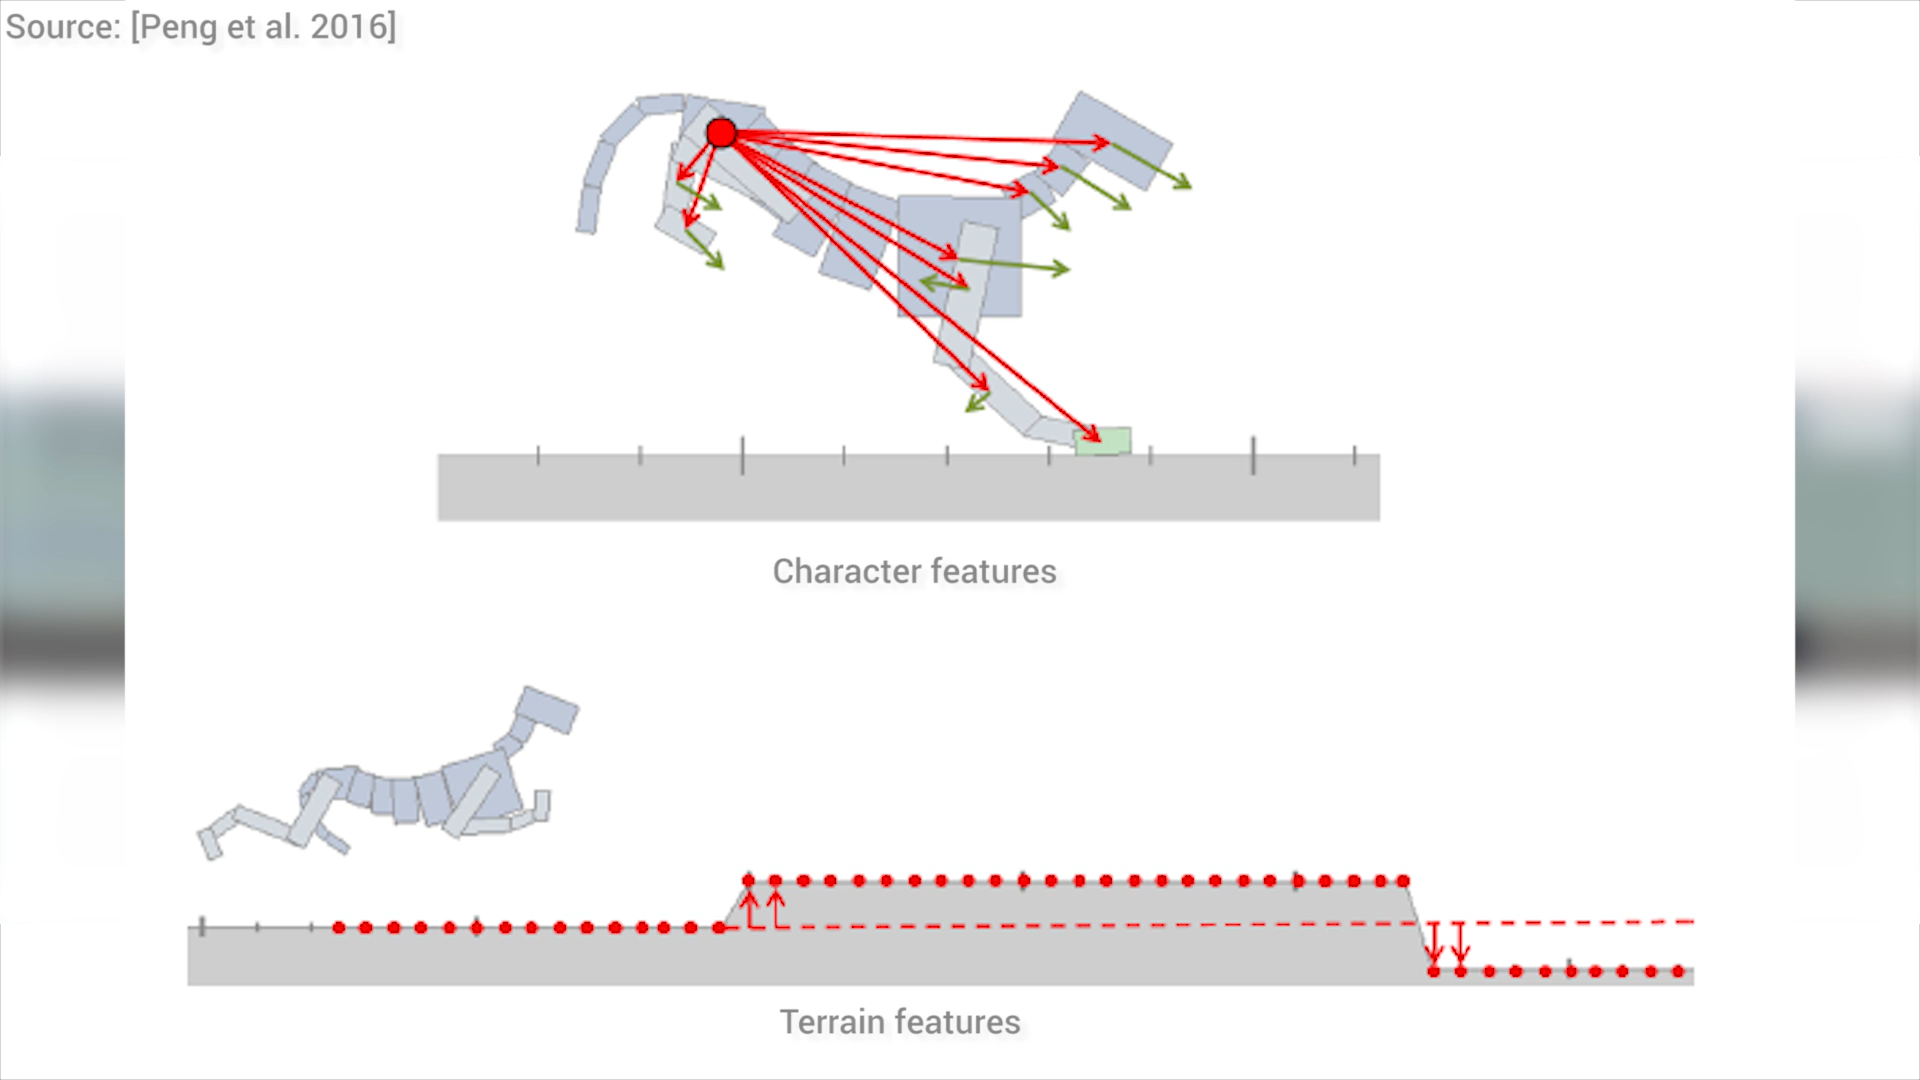 Source: [Peng et al. 2016]
Character features
Terrain features